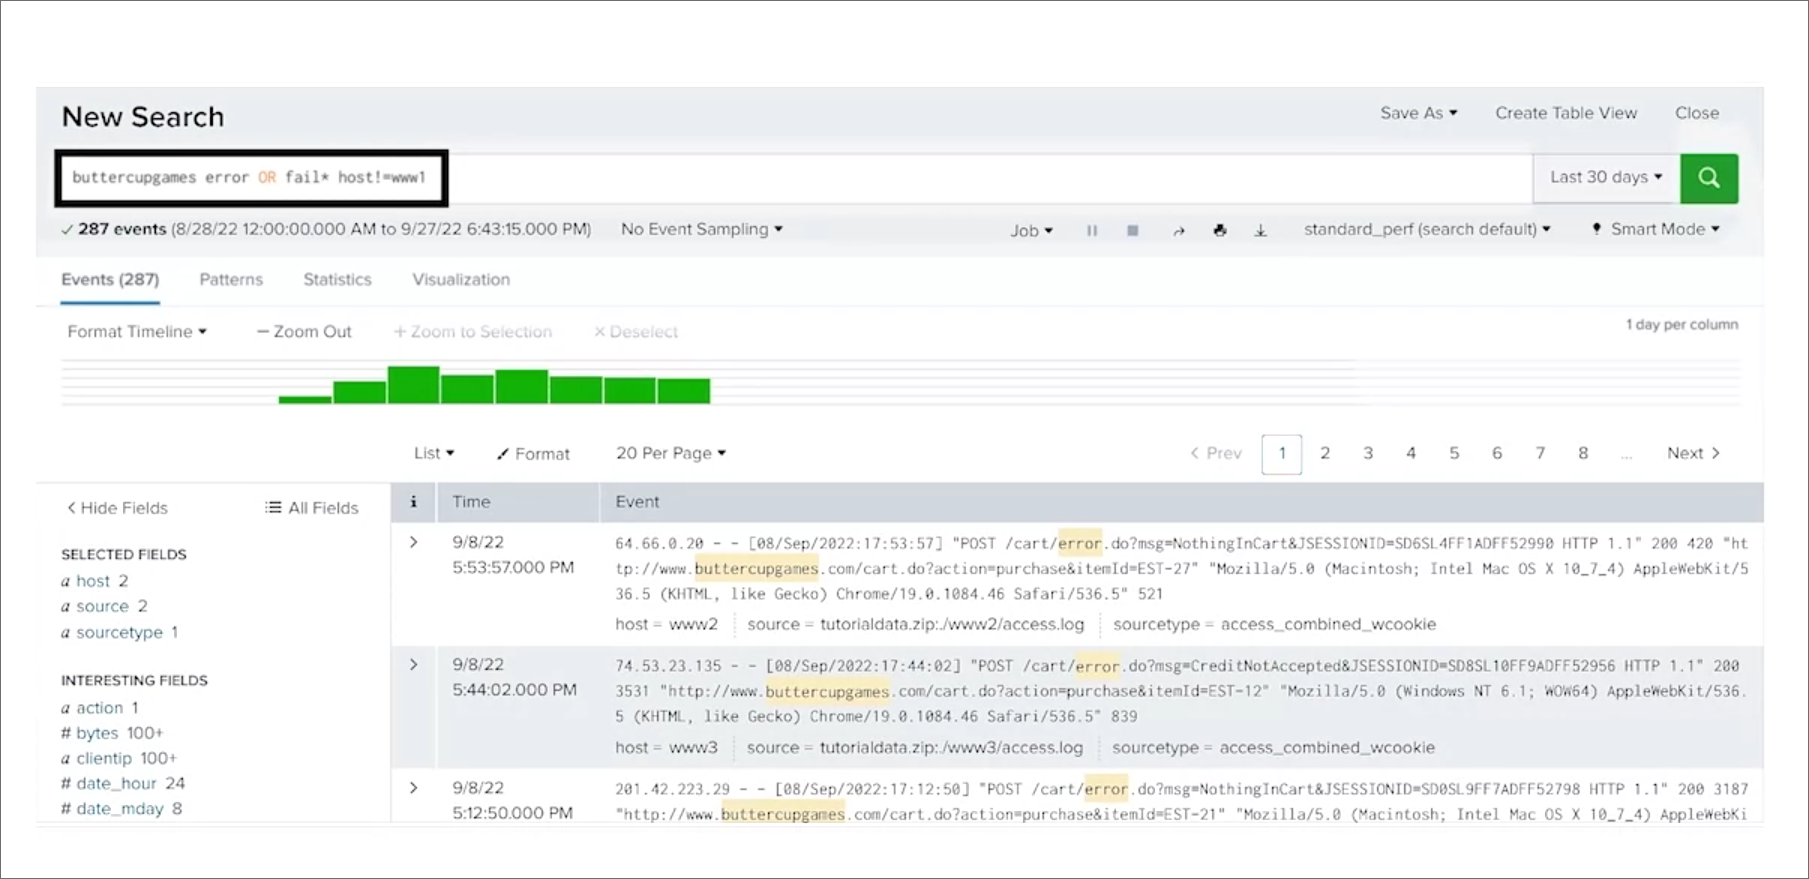 New Search
Save As Create Table View Close
buttercupgames error OR fail* host!=www1
Last 30 days
✓ 287 events (8/28/22 12:00:00.000 AM to 9/27/22 6:43:15.000 PM) No Event Sampling
Job standard_perf (search default) Smart Mode
Events (287) Patterns Statistics Visualization
Format Timeline — Zoom Out + Zoom to Selection × Deselect
1 day per column
List Format 20 Per Page
< Prev 1 2 3 4 5 6 7 8 ... Next >
< Hide Fields All Fields
SELECTED FIELDS
a host 2
a source 2
a sourcetype 1
INTERESTING FIELDS
a action 1
# bytes 100+
a clientip 100+
# date_hour 24
# date_mday 8
i Time Event
> 9/8/22
5:53:57.000 PM
64.66.0.20 - - [08/Sep/2022:17:53:57] "POST /cart/error.do?msg=NothingInCart&JSESSIONID=SD6SL4FF1ADFF52990 HTTP 1.1" 200 420 "ht
tp://www.buttercupgames.com/cart.do?action=purchase&itemId=EST-27" "Mozilla/5.0 (Macintosh; Intel Mac OS X 10_7_4) AppleWebKit/5
36.5 (KHTML, like Gecko) Chrome/19.0.1084.46 Safari/536.5" 521
host = www2 source = tutorialdata.zip:./www2/access.log sourcetype = access_combined_wcookie
> 9/8/22
5:44:02.000 PM
74.53.23.135 - - [08/Sep/2022:17:44:02] "POST /cart/error.do?msg=CreditNotAccepted&JSESSIONID=SD8SL10FF9ADFF52956 HTTP 1.1" 200
3531 "http://www.buttercupgames.com/cart.do?action=purchase&itemId=EST-12" "Mozilla/5.0 (Windows NT 6.1; WOW64) AppleWebKit/536.
5 (KHTML, like Gecko) Chrome/19.0.1084.46 Safari/536.5" 839
host = www3 source = tutorialdata.zip:./www3/access.log sourcetype = access_combined_wcookie
> 9/8/22
5:12:50.000 PM
201.42.223.29 - - [08/Sep/2022:17:12:50] "POST /cart/error.do?msg=NothingInCart&JSESSIONID=SD0SL9FF7ADFF52798 HTTP 1.1" 200 3187
"http://www.buttercupgames.com/cart.do?action=purchase&itemId=EST-21" "Mozilla/5.0 (Macintosh; Intel Mac OS X 10_7_4) AppleWebKi